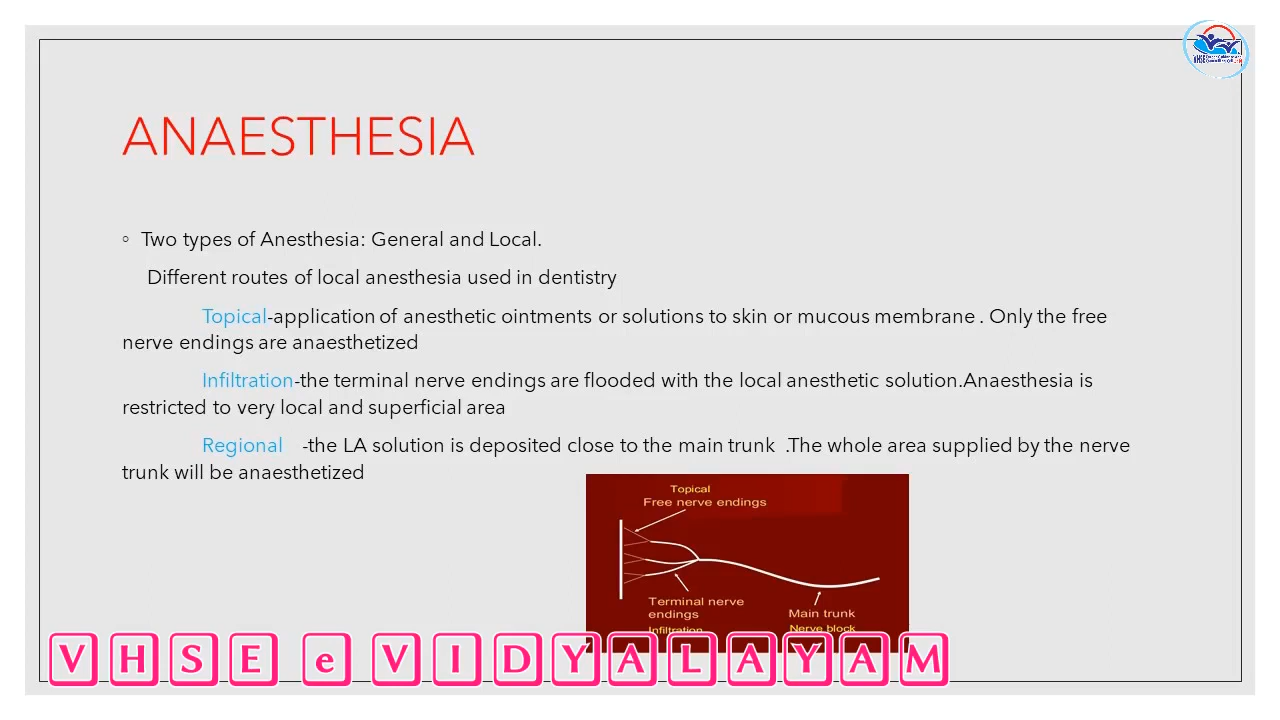 ANAESTHESIA
◦ Two types of Anesthesia: General and Local.
Different routes of local anesthesia used in dentistry
Topical-application of anesthetic ointments or solutions to skin or mucous membrane . Only the free
nerve endings are anaesthetized
Infiltration-the terminal nerve endings are flooded with the local anesthetic solution.Anaesthesia is
restricted to very local and superficial area
Regional -the LA solution is deposited close to the main trunk .The whole area supplied by the nerve
trunk will be anaesthetized
Topical
Free nerve endings
Terminal nerve
endings
Infiltration
Main trunk
Nerve block
VHSE e VIDYALAYAM